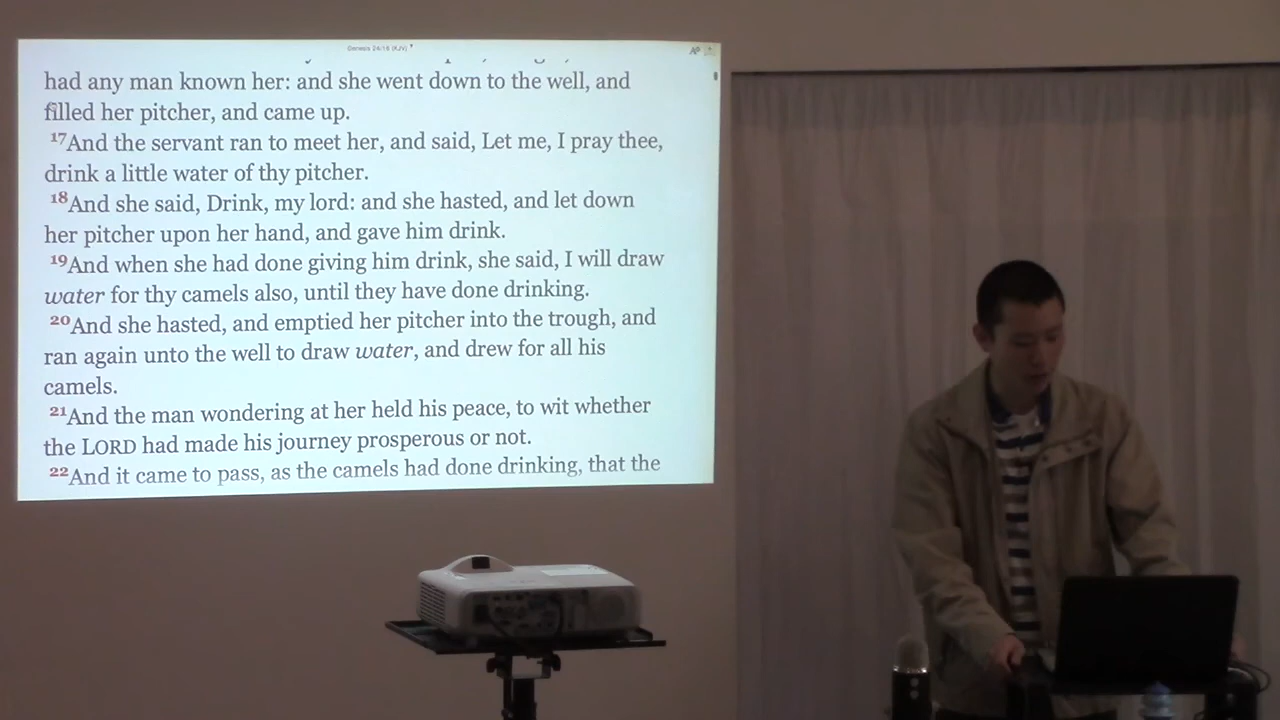 Genesis 24:16 (KJV)
had any man known her: and she went down to the well, and
filled her pitcher, and came up.
17And the servant ran to meet her, and said, Let me, I pray thee,
drink a little water of thy pitcher.
18And she said, Drink, my lord: and she hasted, and let down
her pitcher upon her hand, and gave him drink.
19And when she had done giving him drink, she said, I will draw
water for thy camels also, until they have done drinking.
20And she hasted, and emptied her pitcher into the trough, and
ran again unto the well to draw water, and drew for all his
camels.
21And the man wondering at her held his peace, to wit whether
the LORD had made his journey prosperous or not.
22And it came to pass, as the camels had done drinking, that the